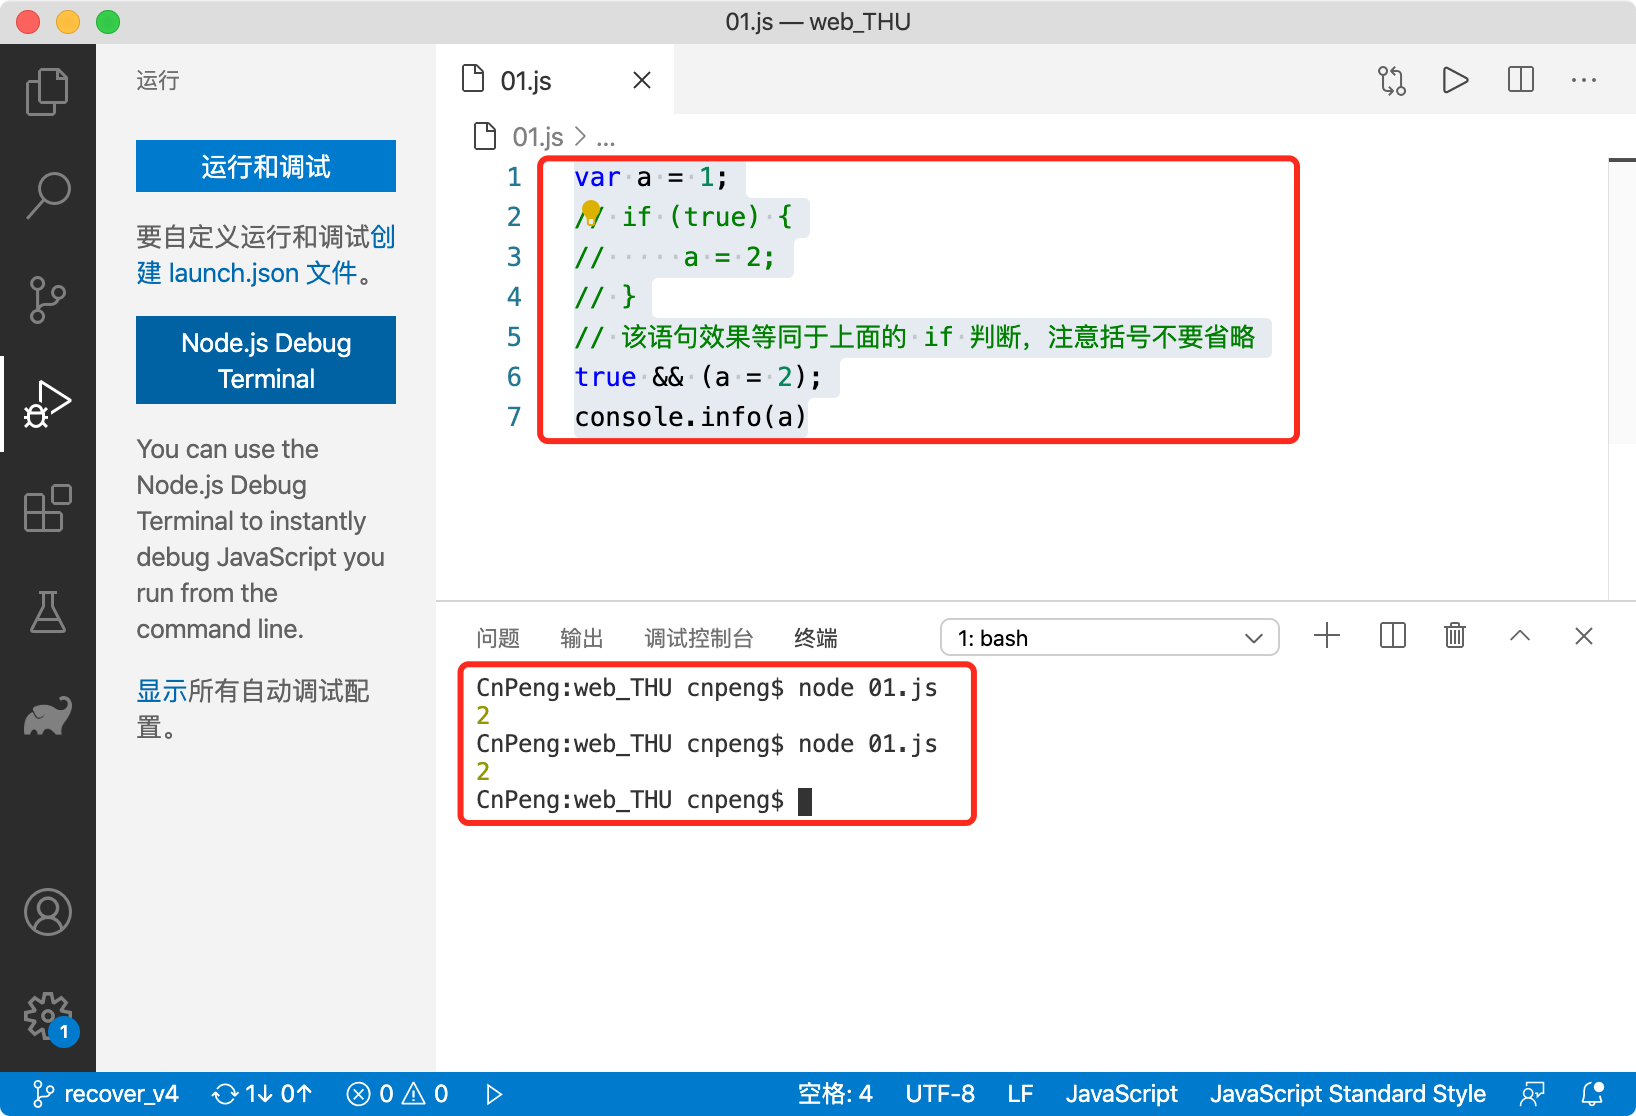 01.js — web_THU
运行
运行和调试
要自定义运行和调试创
建 launch.json 文件。
Node.js Debug
Terminal
You can use the
Node.js Debug
Terminal to instantly
debug JavaScript you
run from the
command line.
显示所有自动调试配
置。
1
01.js
01.js > ...
1 var a = 1;
2 // if (true) {
3 //     a = 2;
4 // }
5 // 该语句效果等同于上面的 if 判断，注意括号不要省略
6 true && (a = 2);
7 console.info(a)
问题 输出 调试控制台 终端 1: bash
CnPeng:web_THU cnpeng$ node 01.js
2
CnPeng:web_THU cnpeng$ node 01.js
2
CnPeng:web_THU cnpeng$
recover_v4 1↓ 0↑ 0 0 空格: 4 UTF-8 LF JavaScript JavaScript Standard Style